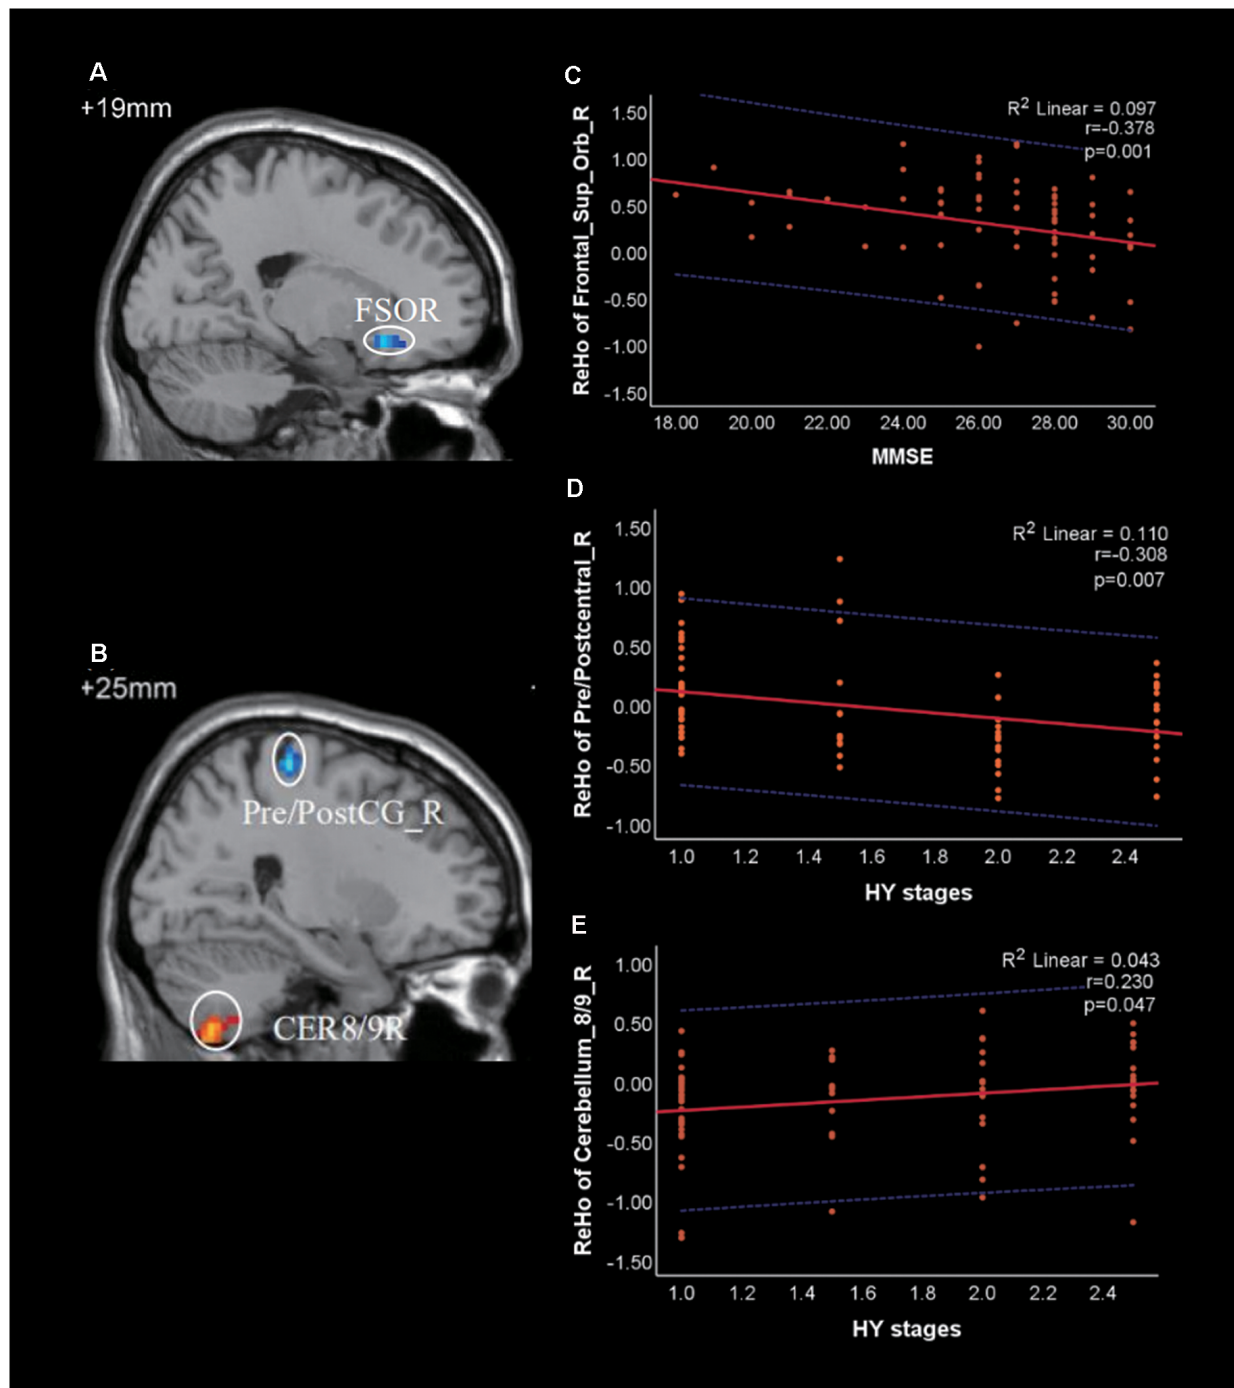 A
+19mm
FSOR
B
+25mm
Pre/PostCG_R
CER8/9R
C
R² Linear = 0.097
r=-0.378
p=0.001
ReHo of Frontal_Sup_Orb_R
1.50
1.00
0.50
0.00
-0.50
-1.00
-1.50
18.00 20.00 22.00 24.00 26.00 28.00 30.00
MMSE
D
R² Linear = 0.110
r=-0.308
p=0.007
ReHo of Pre/Postcentral_R
1.50
1.00
0.50
0.00
-0.50
-1.00
1.0 1.2 1.4 1.6 1.8 2.0 2.2 2.4
HY stages
E
R² Linear = 0.043
r=0.230
p=0.047
ReHo of Cerebellum_8/9_R
1.00
0.50
0.00
-0.50
-1.00
-1.50
1.0 1.2 1.4 1.6 1.8 2.0 2.2 2.4
HY stages